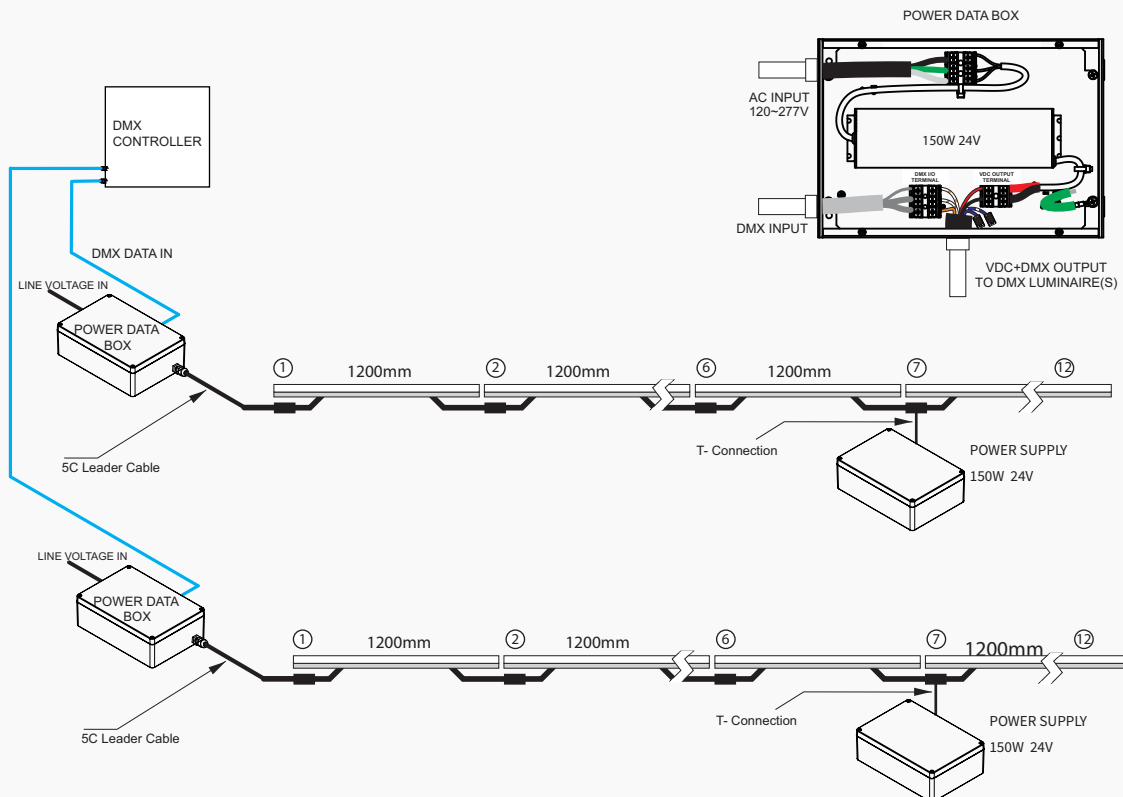 POWER DATA BOX
AC INPUT
120~277V
150W 24V
DMX I/O
TERMINAL
VDC OUTPUT
TERMINAL
DMX INPUT
VDC+DMX OUTPUT
TO DMX LUMINAIRE(S)
DMX
CONTROLLER
DMX DATA IN
LINE VOLTAGE IN
POWER DATA
BOX
5C Leader Cable
1
1200mm
2
1200mm
6
1200mm
7
12
T- Connection
POWER SUPPLY
150W 24V
LINE VOLTAGE IN
POWER DATA
BOX
5C Leader Cable
1
1200mm
2
1200mm
6
7
1200mm
12
T- Connection
POWER SUPPLY
150W 24V